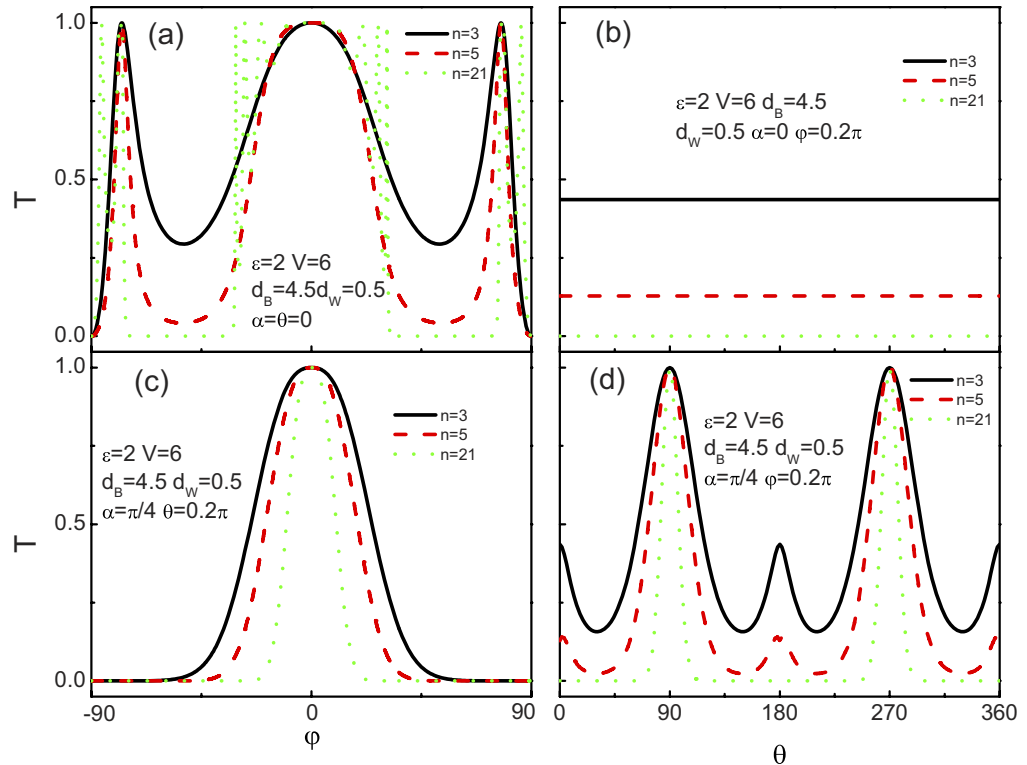 (a)
n=3
n=5
n=21
ε=2 V=6
d_B=4.5d_W=0.5
α=θ=0
T
1.0
0.5
0.0
(b)
n=3
n=5
n=21
ε=2 V=6 d_B=4.5
d_W=0.5 α=0 φ=0.2π
(c)
n=3
n=5
n=21
ε=2 V=6
d_B=4.5 d_W=0.5
α=π/4 θ=0.2π
T
1.0
0.5
0.0
-90
0
90
φ
(d)
n=3
n=5
n=21
ε=2 V=6
d_B=4.5 d_W=0.5
α=π/4 φ=0.2π
0
90
180
270
360
θ